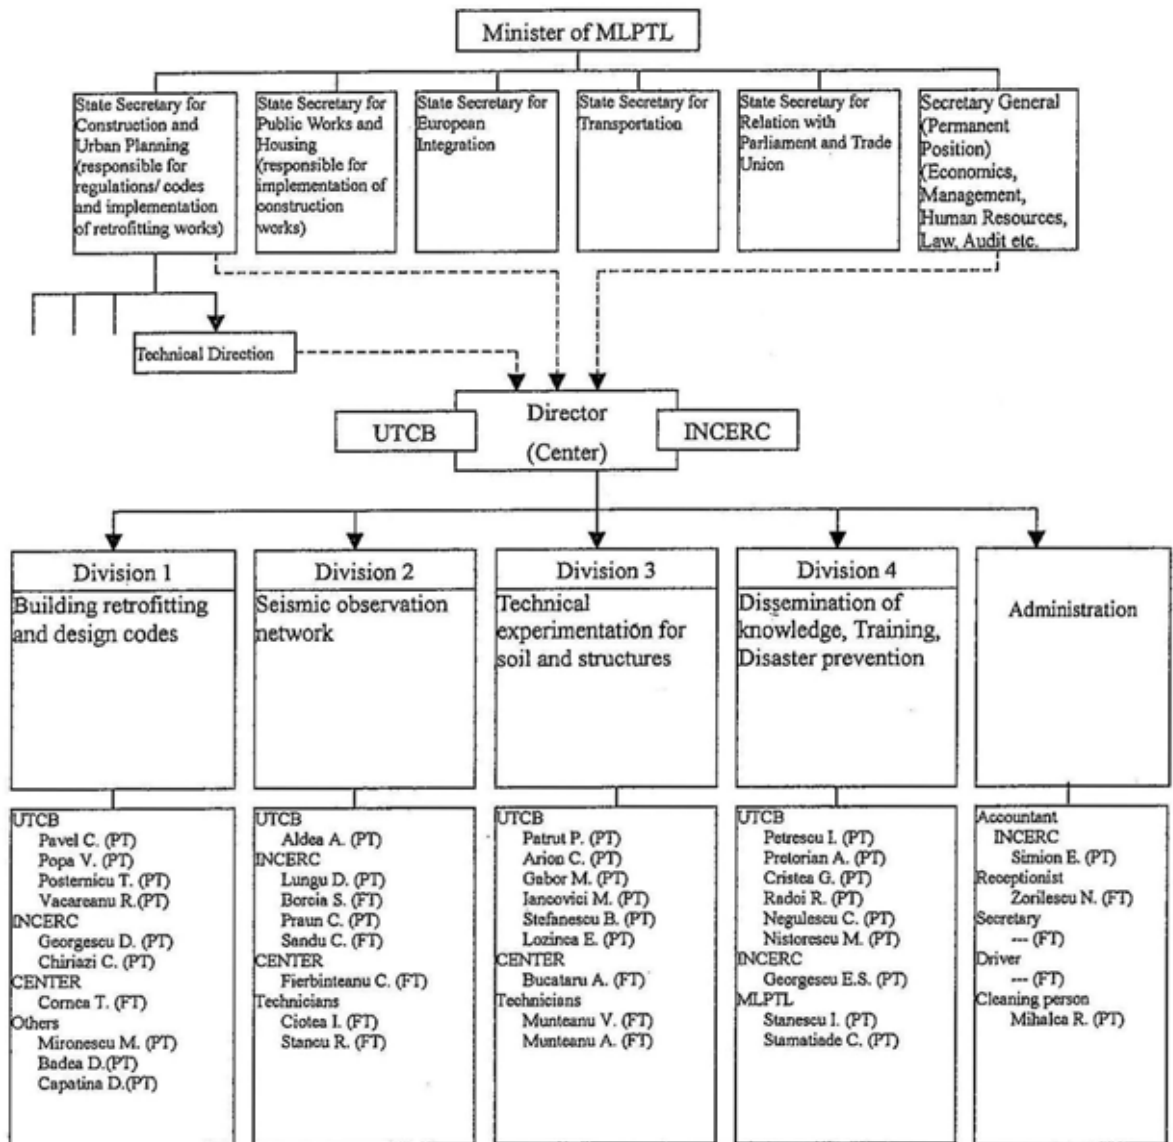 Minister of MLPTL
State Secretary for
Construction and
Urban Planning
(responsible for
regulations/ codes
and implementation
of retrofitting works)
State Secretary for
Public Works and
Housing
(responsible for
implementation of
construction
works)
State Secretary for
European
Integration
State Secretary for
Transportation
State Secretary for
Relation with
Parliament and Trade
Union
Secretary General
(Permanent
Position)
(Economics,
Management,
Human Resources,
Law, Audit etc.
Technical Direction
UTCB
Director
(Center)
INCERC
Division 1
Building retrofitting
and design codes
Division 2
Seismic observation
network
Division 3
Technical
experimentation for
soil and structures
Division 4
Dissemination of
knowledge, Training,
Disaster prevention
Administration
UTCB
Pavel C. (PT)
Popa V. (PT)
Posternicu T. (PT)
Vacareanu R.(PT)
INCERC
Georgescu D. (PT)
Chiriazi C. (PT)
CENTER
Cornea T. (FT)
Others
Mironescu M. (PT)
Badea D.(PT)
Capatina D.(PT)
UTCB
Aldea A. (PT)
INCERC
Lungu D. (PT)
Borcia S. (FT)
Praun C. (PT)
Sandu C. (FT)
CENTER
Fierbinteanu C. (FT)
Technicians
Ciotea I. (FT)
Stancu R. (FT)
UTCB
Patrut P. (PT)
Arion C. (PT)
Gabor M. (PT)
Iancovici M. (PT)
Stefanescu B. (PT)
Lozinca E. (PT)
CENTER
Bucataru A. (FT)
Technicians
Munteanu V. (FT)
Munteanu A. (FT)
UTCB
Petrescu I. (PT)
Pretorian A. (PT)
Cristea G. (PT)
Radoi R. (PT)
Negulescu C. (PT)
Nistorescu M. (PT)
INCERC
Georgescu E.S. (PT)
MLPTL
Stanescu I. (PT)
Stamatiade C. (PT)
Accountant
INCERC
Simion E. (PT)
Receptionist
Zorilescu N. (FT)
Secretary
--- (FT)
Driver
--- (FT)
Cleaning person
Mihalca R. (PT)